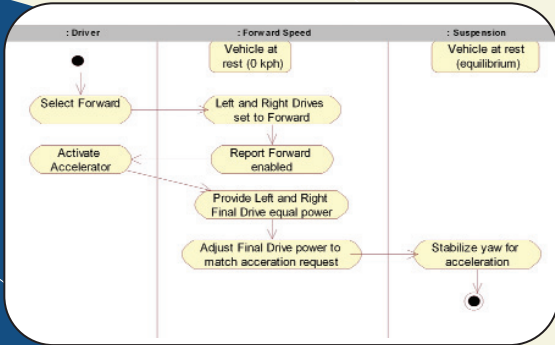 : Driver
: Forward Speed
: Suspension
Vehicle at
rest (0 kph)
Vehicle at rest
(equilibrium)
Select Forward
Left and Right Drives
set to Forward
Activate
Accelerator
Report Forward
enabled
Provide Left and Right
Final Drive equal power
Adjust Final Drive power to
match acceration request
Stabilize yaw for
acceleration